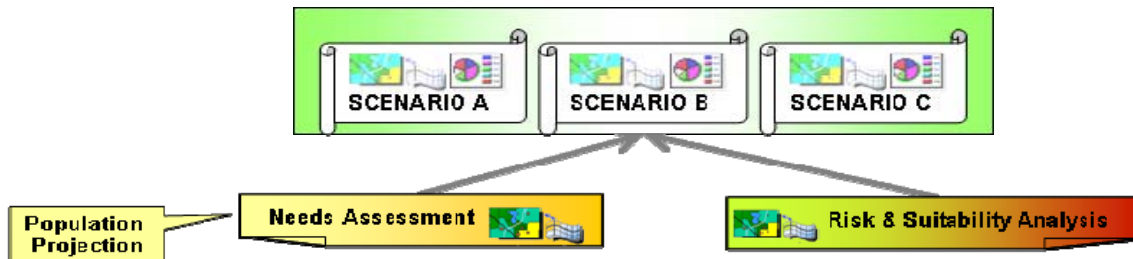 SCENARIO A
SCENARIO B
SCENARIO C
Needs Assessment
Risk & Suitability Analysis
Population
Projection